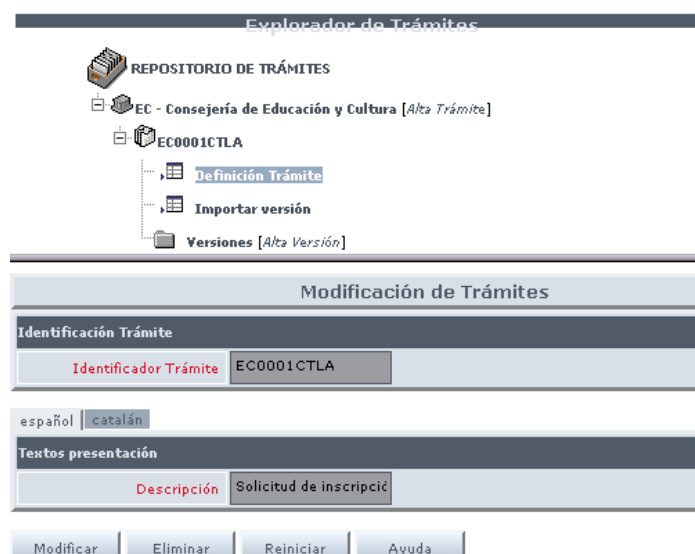 Explorador de Trámites
REPOSITORIO DE TRÁMITES
EC - Consejería de Educación y Cultura [Alta Trámite]
EC0001CTLA
Definición Trámite
Importar versión
Versiones [Alta Versión]
Modificación de Trámites
Identificación Trámite
Identificador Trámite EC0001CTLA
español catalán
Textos presentación
Descripción Solicitud de inscripció
Modificar Eliminar Reiniciar Ayuda